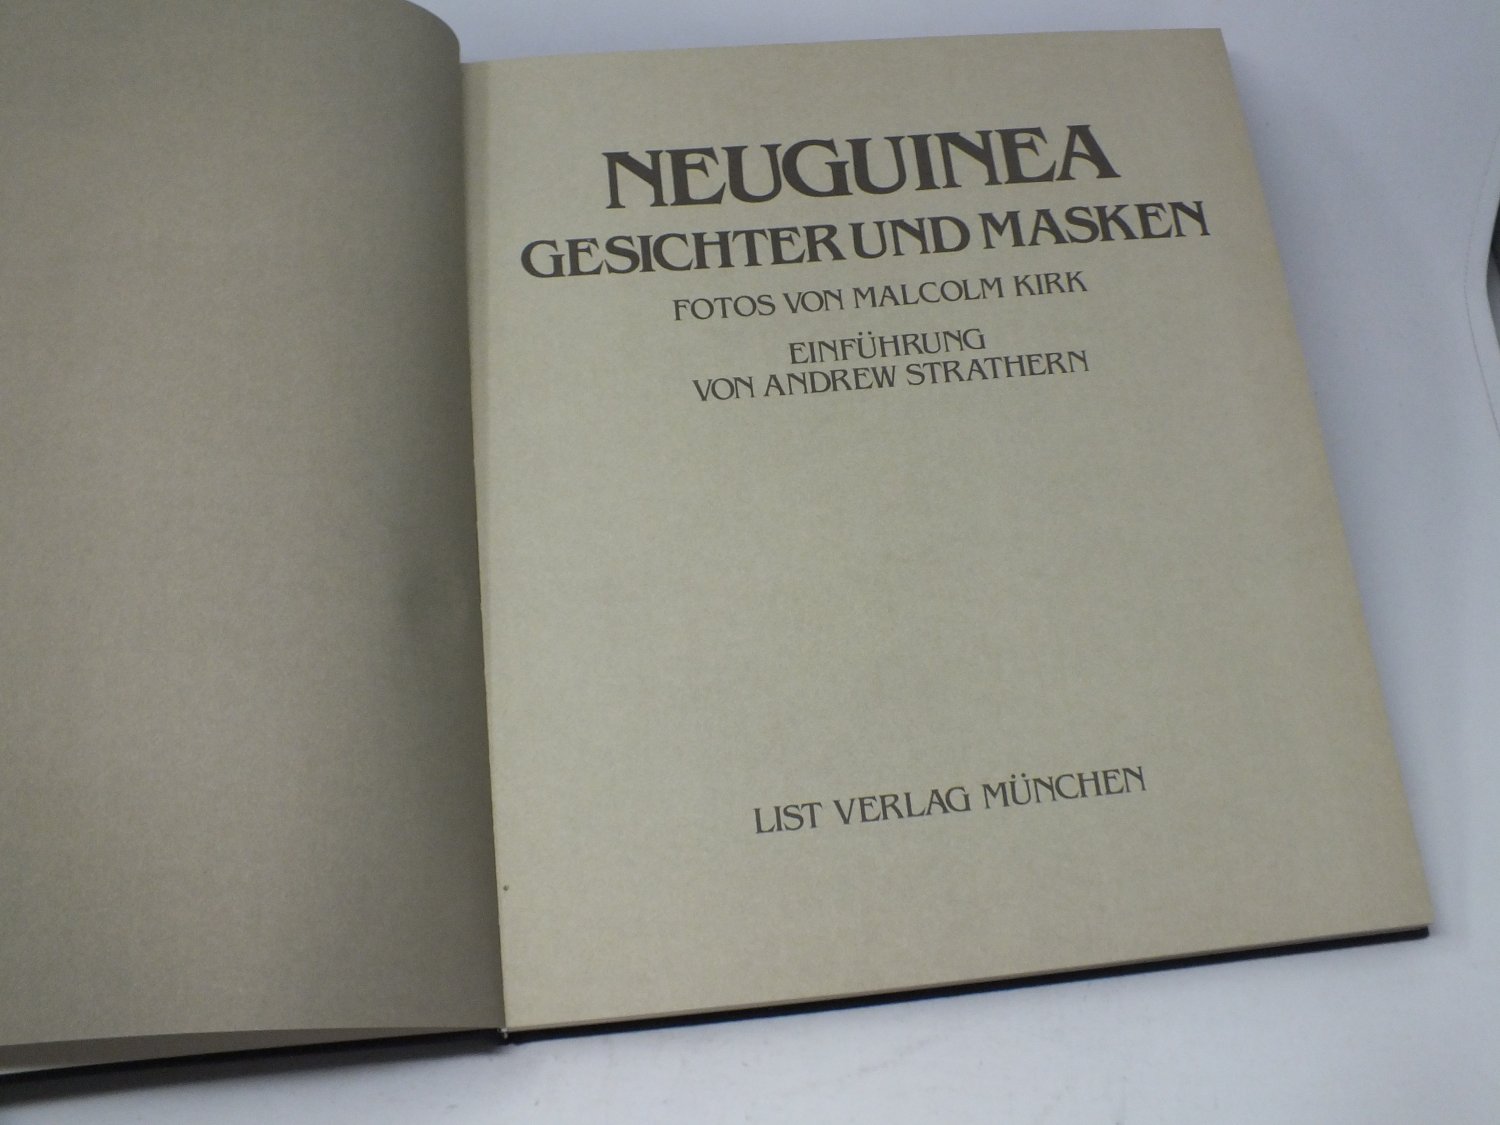 NEUGUINEA
GESICHTER UND MASKEN
FOTOS VON MALCOLM KIRK
EINFÜHRUNG
VON ANDREW STRATHERN
LIST VERLAG MÜNCHEN